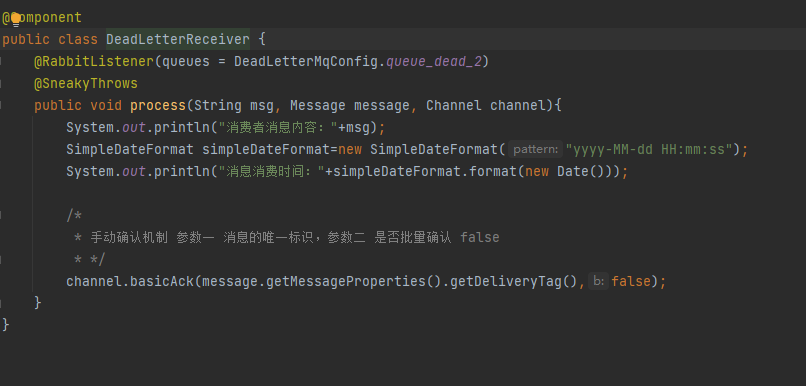 @Component
public class DeadLetterReceiver {
@RabbitListener(queues = DeadLetterMqConfig.queue_dead_2)
@SneakyThrows
public void process(String msg, Message message, Channel channel){
System.out.println("消费者消息内容："+msg);
SimpleDateFormat simpleDateFormat=new SimpleDateFormat( pattern: "yyyy-MM-dd HH:mm:ss");
System.out.println("消息消费时间："+simpleDateFormat.format(new Date()));
/*
* 手动确认机制 参数一 消息的唯一标识，参数二 是否批量确认 false
* */
channel.basicAck(message.getMessageProperties().getDeliveryTag(), b: false);
}
}